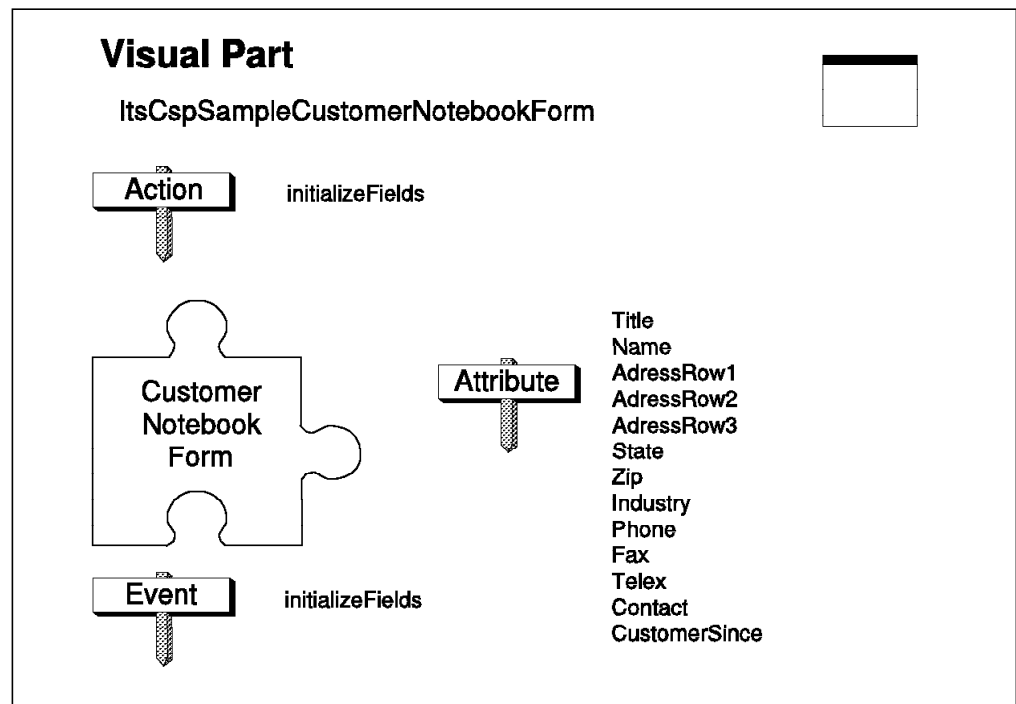 Visual Part
ItsCspSampleCustomerNotebookForm
Action
initializeFields
Customer
Notebook
Form
Attribute
Title
Name
AdressRow1
AdressRow2
AdressRow3
State
Zip
Industry
Phone
Fax
Telex
Contact
CustomerSince
Event
initializeFields